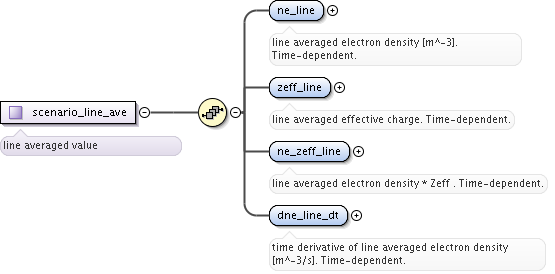 ne_line
line averaged electron density [m^-3].
Time-dependent.
zeff_line
line averaged effective charge. Time-dependent.
scenario_line_ave
line averaged value
ne_zeff_line
line averaged electron density * Zeff . Time-dependent.
dne_line_dt
time derivative of line averaged electron density
[m^-3/s]. Time-dependent.